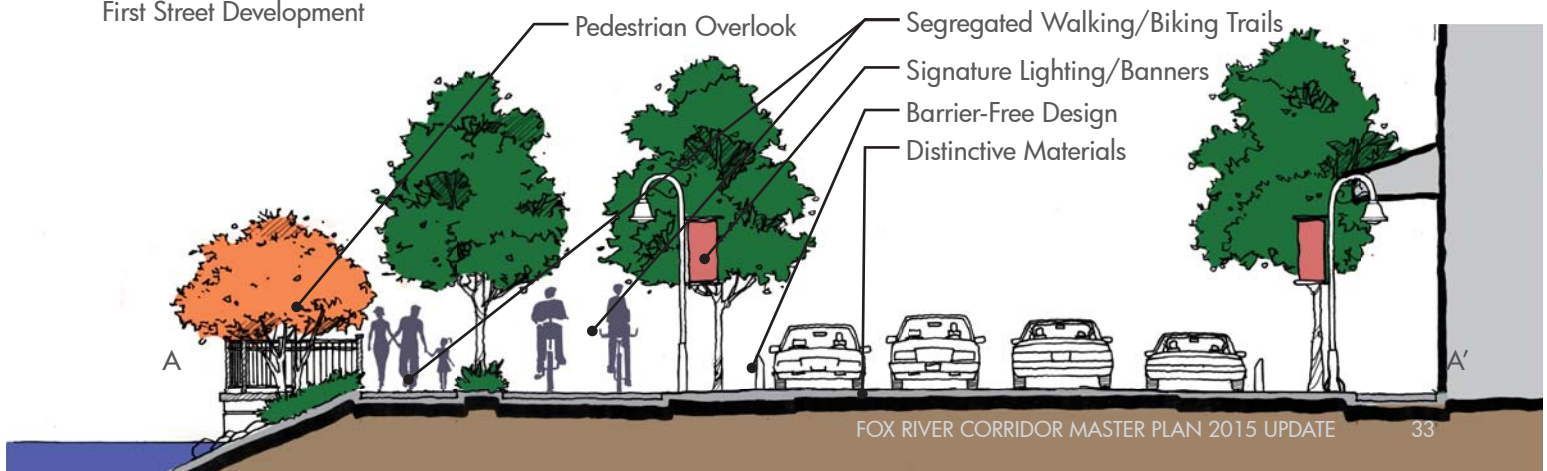 First Street Development
Pedestrian Overlook
Segregated Walking/Biking Trails
Signature Lighting/Banners
Barrier-Free Design
Distinctive Materials
A
A'
FOX RIVER CORRIDOR MASTER PLAN 2015 UPDATE 33